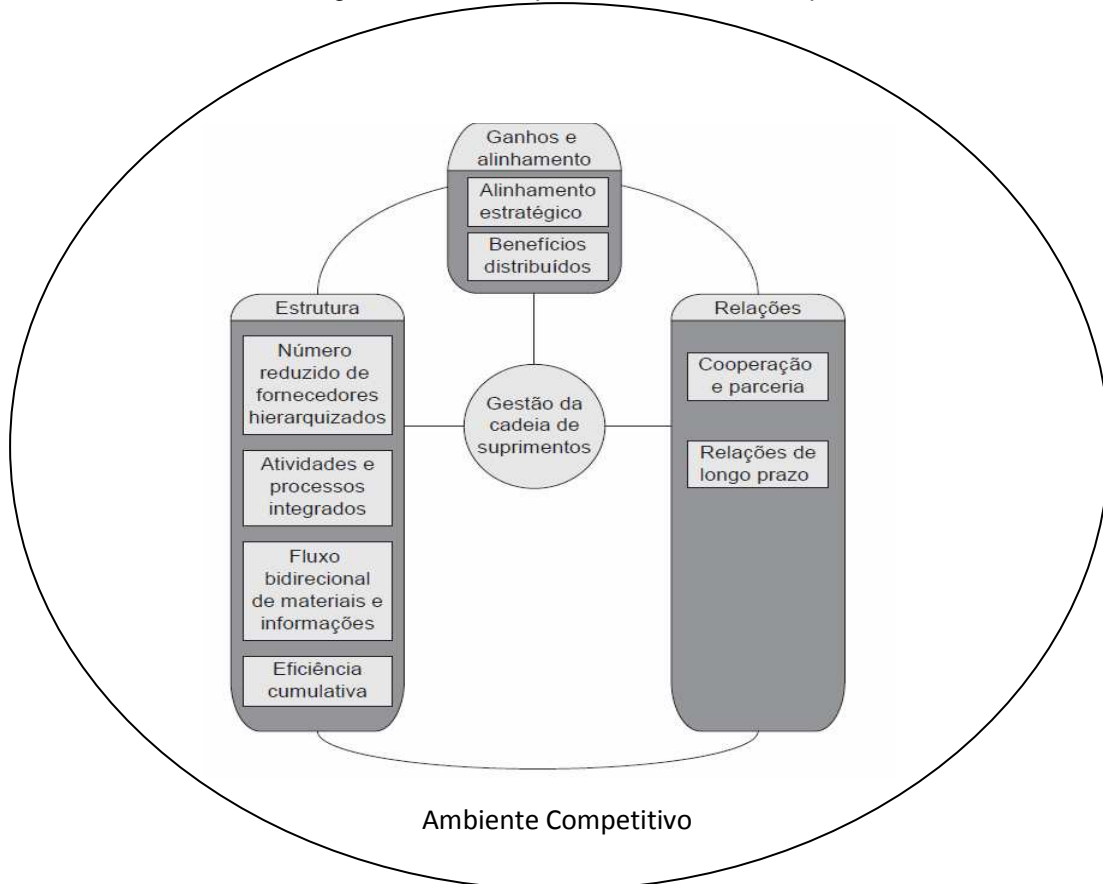 Ganhos e
alinhamento
Alinhamento
estratégico
Benefícios
distribuídos
Estrutura
Número
reduzido de
fornecedores
hierarquizados
Atividades e
processos
integrados
Fluxo
bidirecional
de materiais e
informações
Eficiência
cumulativa
Gestão da
cadeia de
suprimentos
Relações
Cooperação
e parceria
Relações de
longo prazo
Ambiente Competitivo